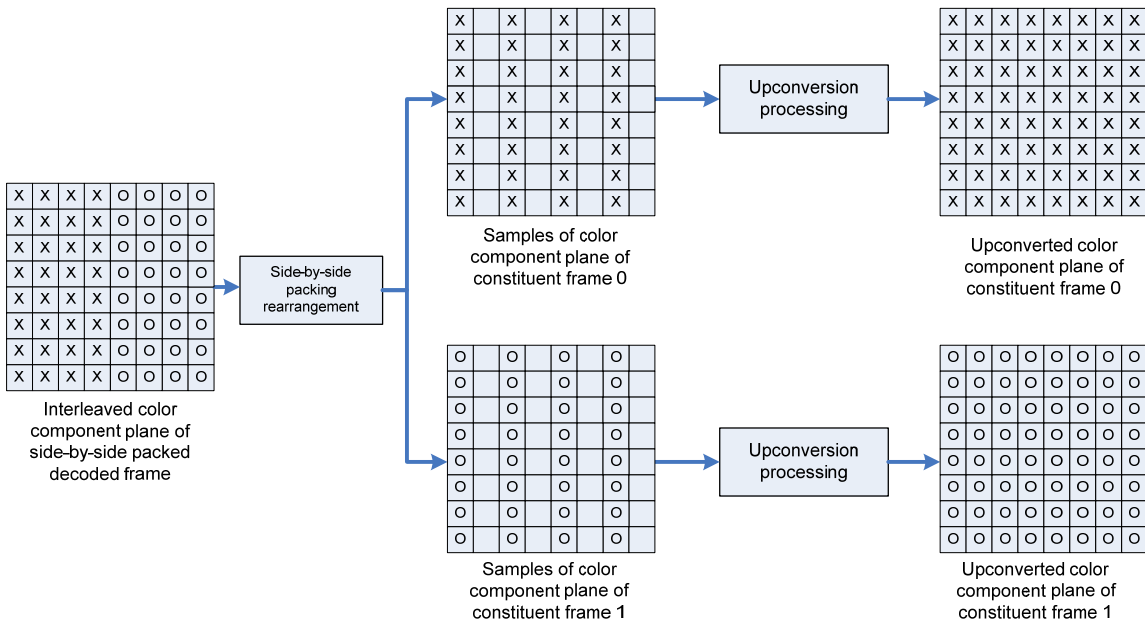 X X X X O O O O
X X X X O O O O
X X X X O O O O
X X X X O O O O
X X X X O O O O
X X X X O O O O
X X X X O O O O
X X X X O O O O
Interleaved color
component plane of
side-by-side packed
decoded frame
Side-by-side
packing
rearrangement
X X X X
X X X X
X X X X
X X X X
X X X X
X X X X
X X X X
X X X X
Samples of color
component plane of
constituent frame 0
Upconversion
processing
X X X X X X X X
X X X X X X X X
X X X X X X X X
X X X X X X X X
X X X X X X X X
X X X X X X X X
X X X X X X X X
X X X X X X X X
Upconverted color
component plane of
constituent frame 0
O O O O
O O O O
O O O O
O O O O
O O O O
O O O O
O O O O
O O O O
Samples of color
component plane of
constituent frame 1
Upconversion
processing
O O O O O O O O
O O O O O O O O
O O O O O O O O
O O O O O O O O
O O O O O O O O
O O O O O O O O
O O O O O O O O
O O O O O O O O
Upconverted color
component plane of
constituent frame 1